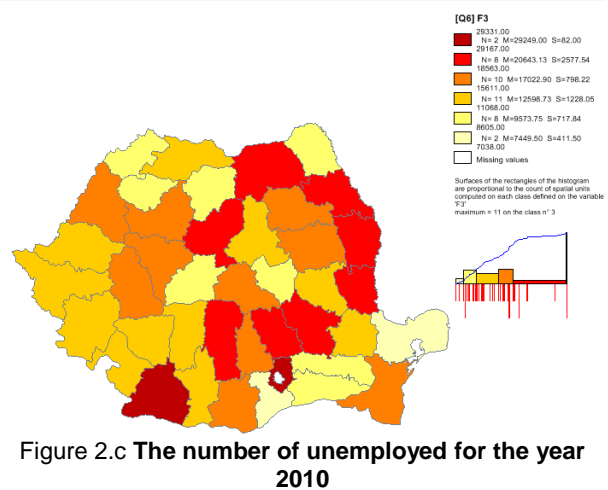 [Q6] F3
29331.00
N= 2 M=29249.00 S=82.00
29167.00
N= 8 M=20643.13 S=2577.54
18563.00
N= 10 M=17022.90 S=798.22
15611.00
N= 11 M=12598.73 S=1228.05
11068.00
N= 8 M=9573.75 S=717.84
8605.00
N= 2 M=7449.50 S=411.50
7038.00
Missing values
Surfaces of the rectangles of the histogram
are proportional to the count of spatial units
computed on each class defined on the variable
'F3'
maximum = 11 on the class n° 3
Figure 2.c The number of unemployed for the year
2010